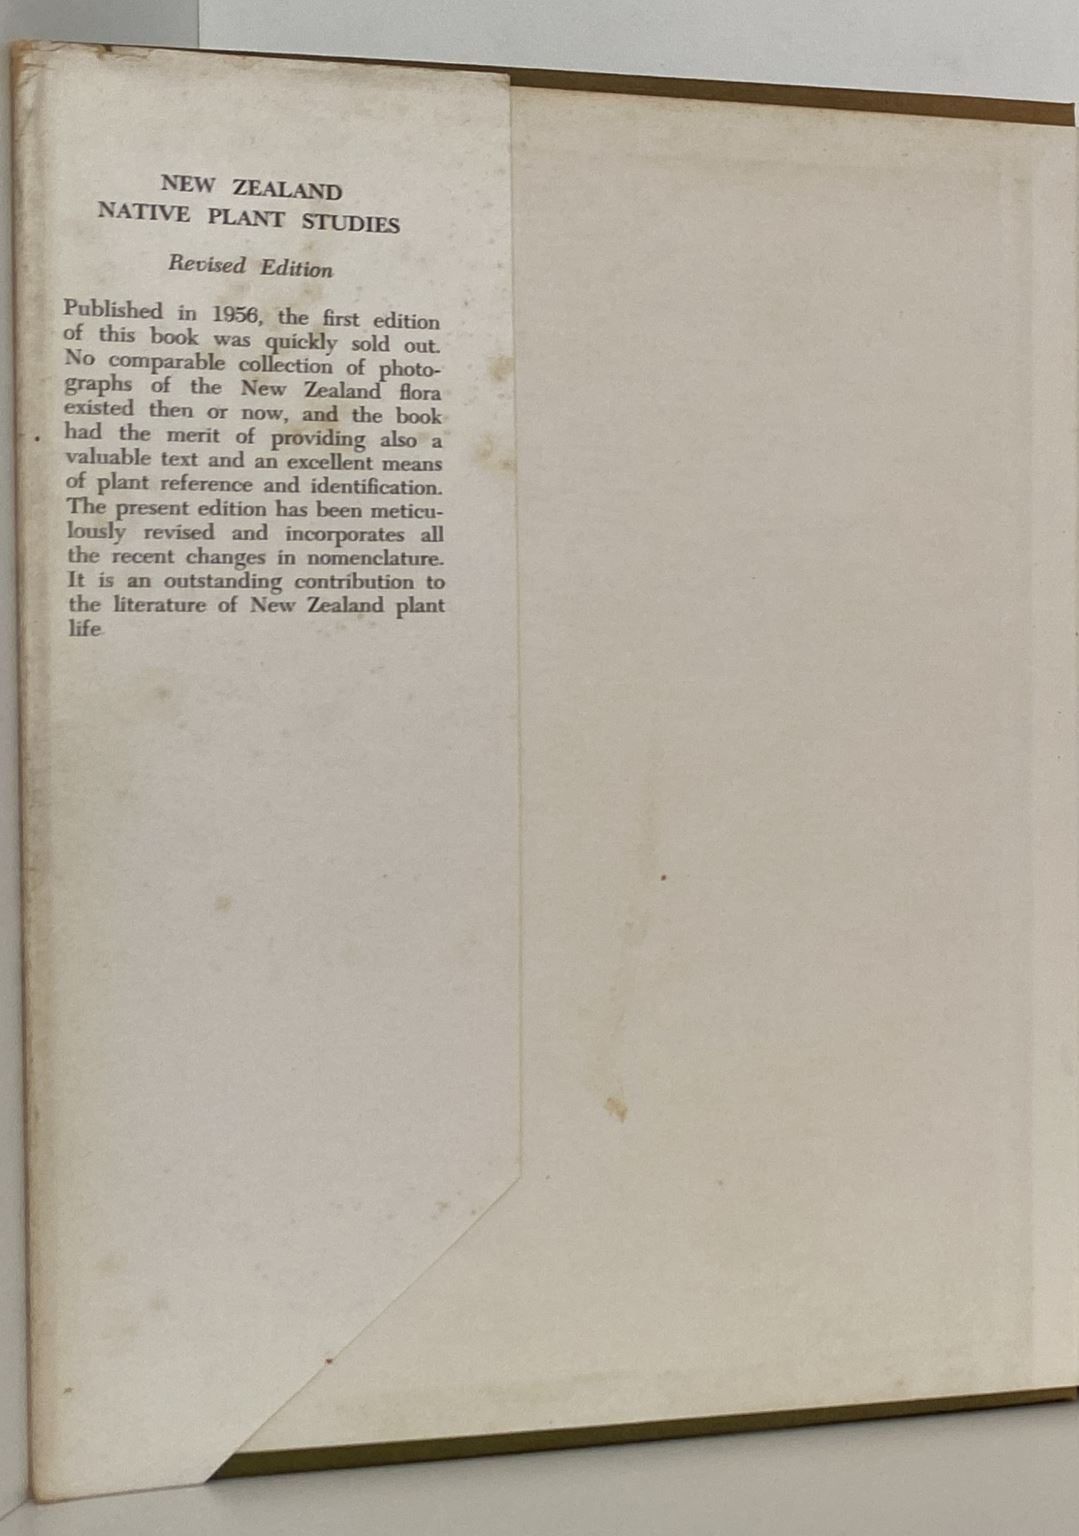 NEW ZEALAND
NATIVE PLANT STUDIES
Revised Edition
Published in 1956, the first edition
of this book was quickly sold out.
No comparable collection of photo-
graphs of the New Zealand flora
existed then or now, and the book
had the merit of providing also a
valuable text and an excellent means
of plant reference and identification.
The present edition has been meticu-
lously revised and incorporates all
the recent changes in nomenclature.
It is an outstanding contribution to
the literature of New Zealand plant
life